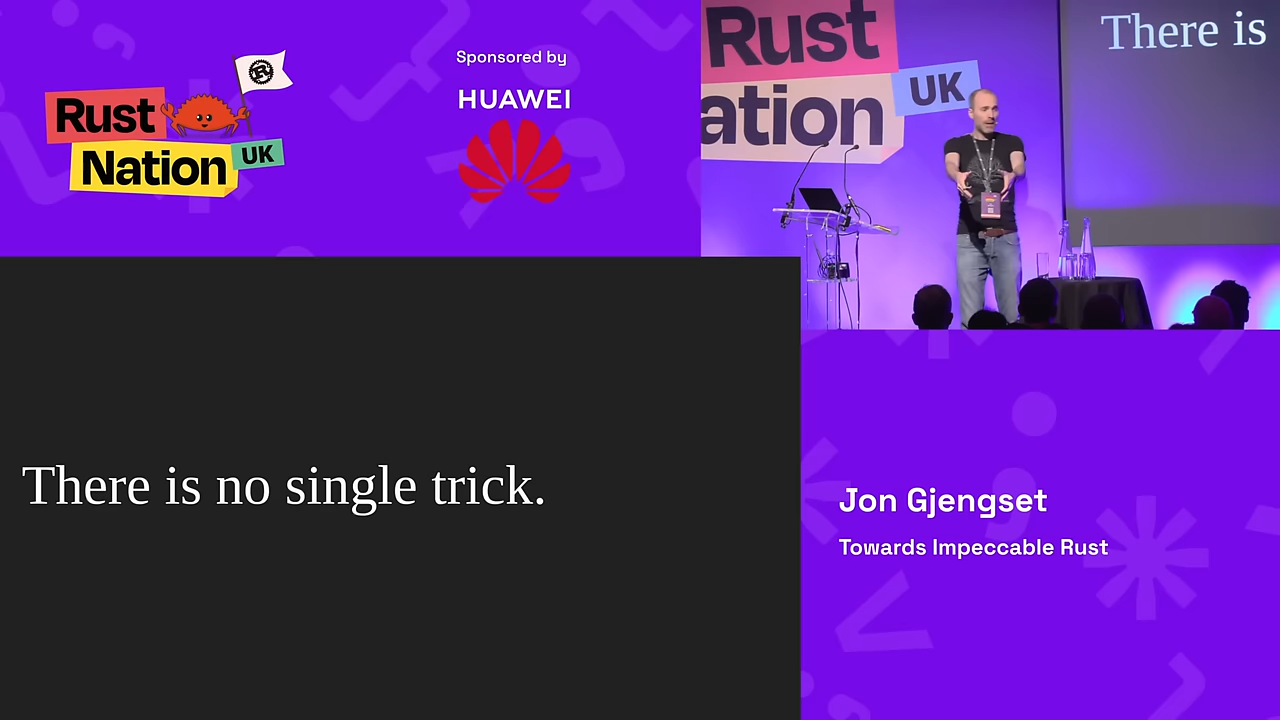 Rust
Nation
UK
Sponsored by
HUAWEI
Rust
ation
UK
There is
There is no single trick.
Jon Gjengset
Towards Impeccable Rust